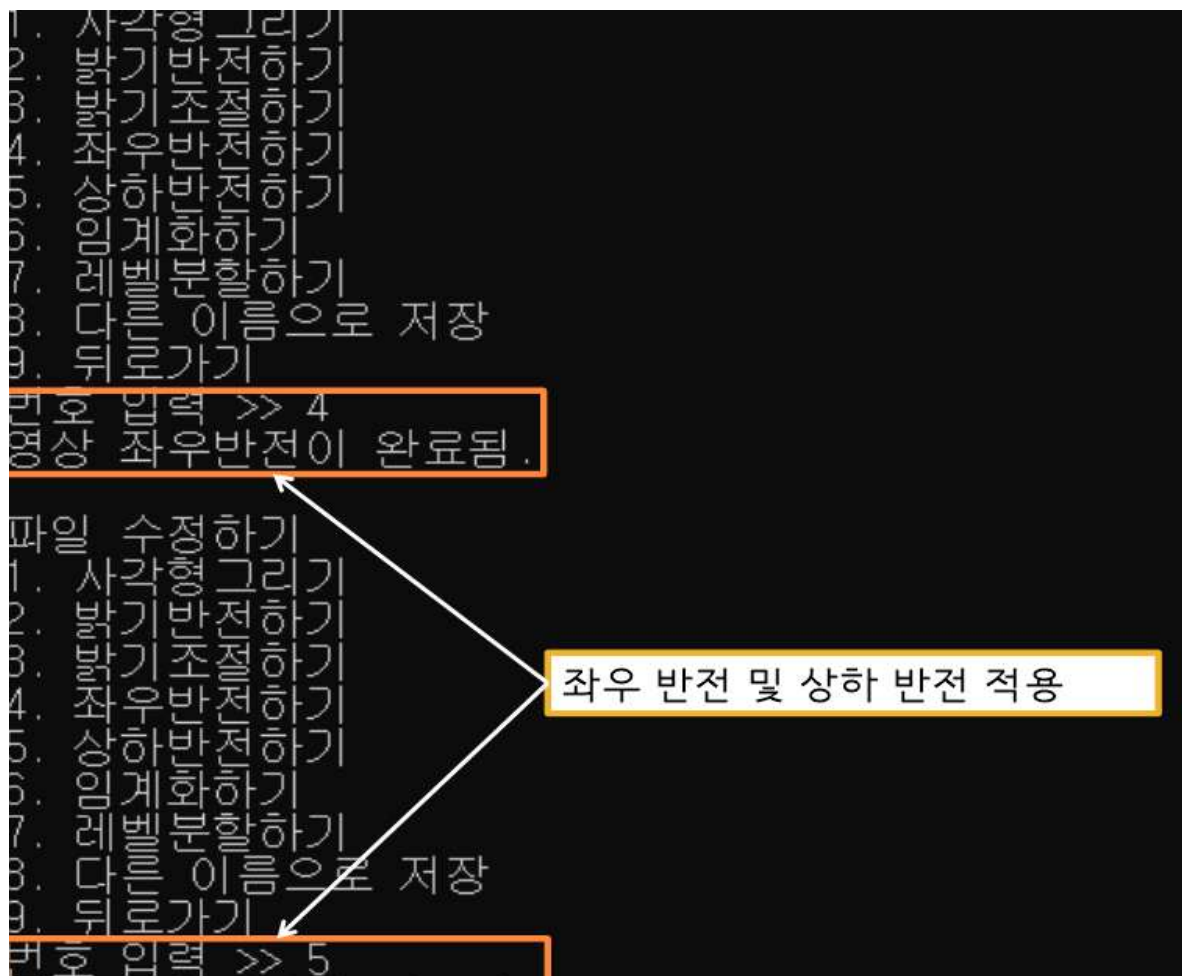 1. 사각형그리기
2. 밝기반전하기
3. 밝기조절하기
4. 좌우반전하기
5. 상하반전하기
6. 임계화하기
7. 레벨분할하기
8. 다른 이름으로 저장
9. 뒤로가기
번호 입력 >> 4
영상 좌우반전이 완료됨.
파일 수정하기
1. 사각형그리기
2. 밝기반전하기
3. 밝기조절하기
4. 좌우반전하기
좌우 반전 및 상하 반전 적용
5. 상하반전하기
6. 임계화하기
7. 레벨분할하기
8. 다른 이름으로 저장
9. 뒤로가기
번호 입력 >> 5